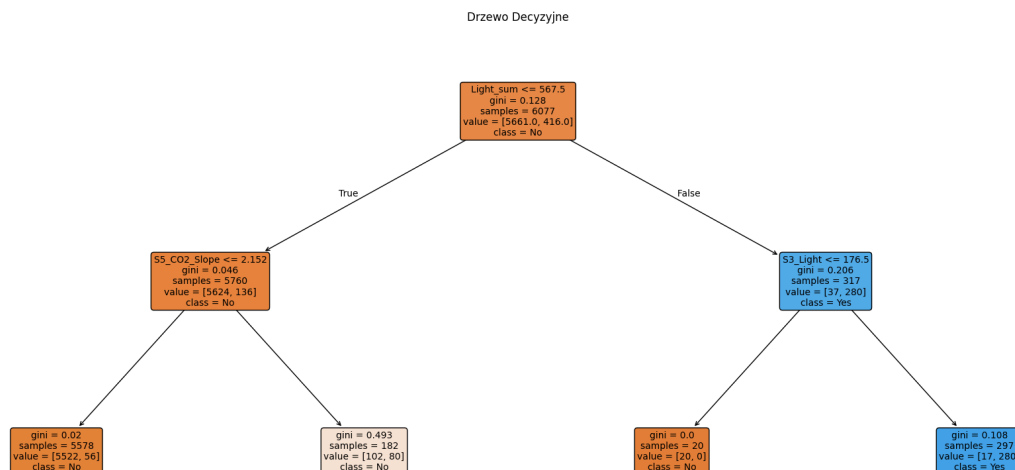 Drzewo Decyzyjne
Light_sum <= 567.5
gini = 0.128
samples = 6077
value = [5661.0, 416.0]
class = No
True
False
S5_CO2_Slope <= 2.152
gini = 0.046
samples = 5760
value = [5624, 136]
class = No
S3_Light <= 176.5
gini = 0.206
samples = 317
value = [37, 280]
class = Yes
gini = 0.02
samples = 5578
value = [5522, 56]
class = No
gini = 0.493
samples = 182
value = [102, 80]
class = No
gini = 0.0
samples = 20
value = [20, 0]
class = No
gini = 0.108
samples = 297
value = [17, 280]
class = Yes